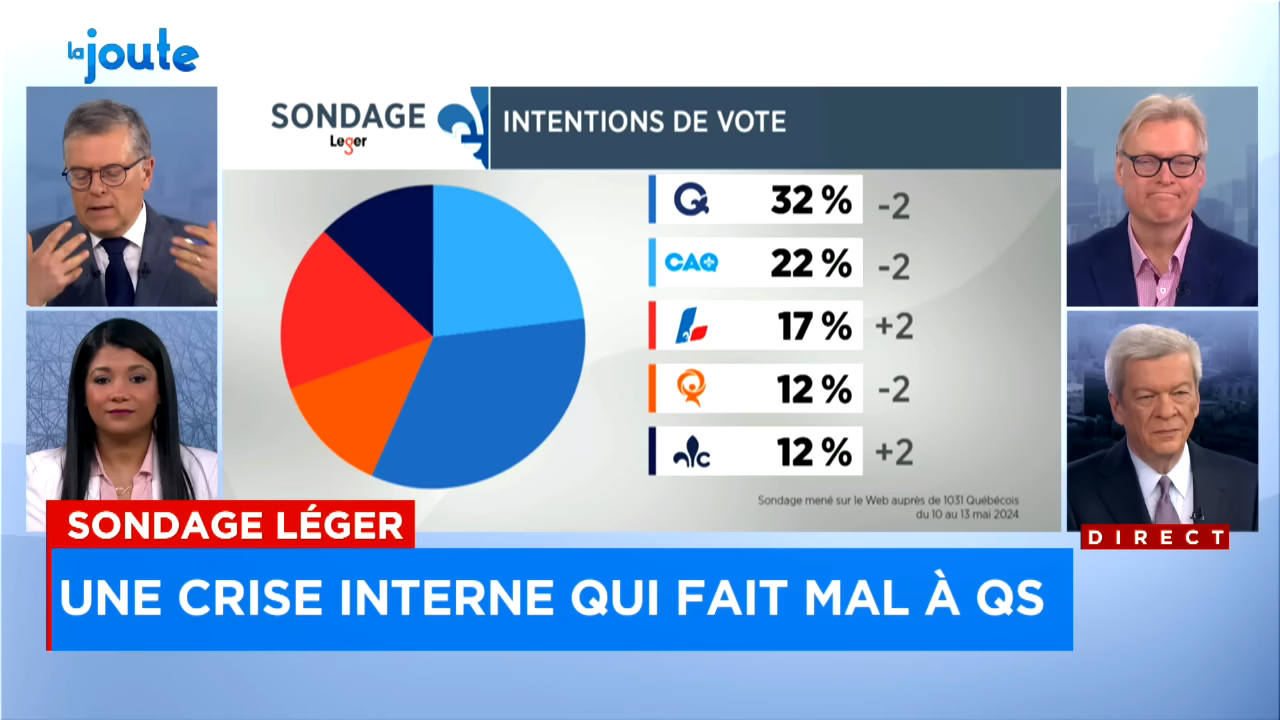 la joute
SONDAGE
Leger
INTENTIONS DE VOTE
32 % -2
CAQ 22 % -2
17 % +2
12 % -2
C 12 % +2
Sondage mené sur le Web auprès de 1031 Québécois
du 10 au 13 mai 2024
DIRECT
SONDAGE LÉGER
UNE CRISE INTERNE QUI FAIT MAL À QS